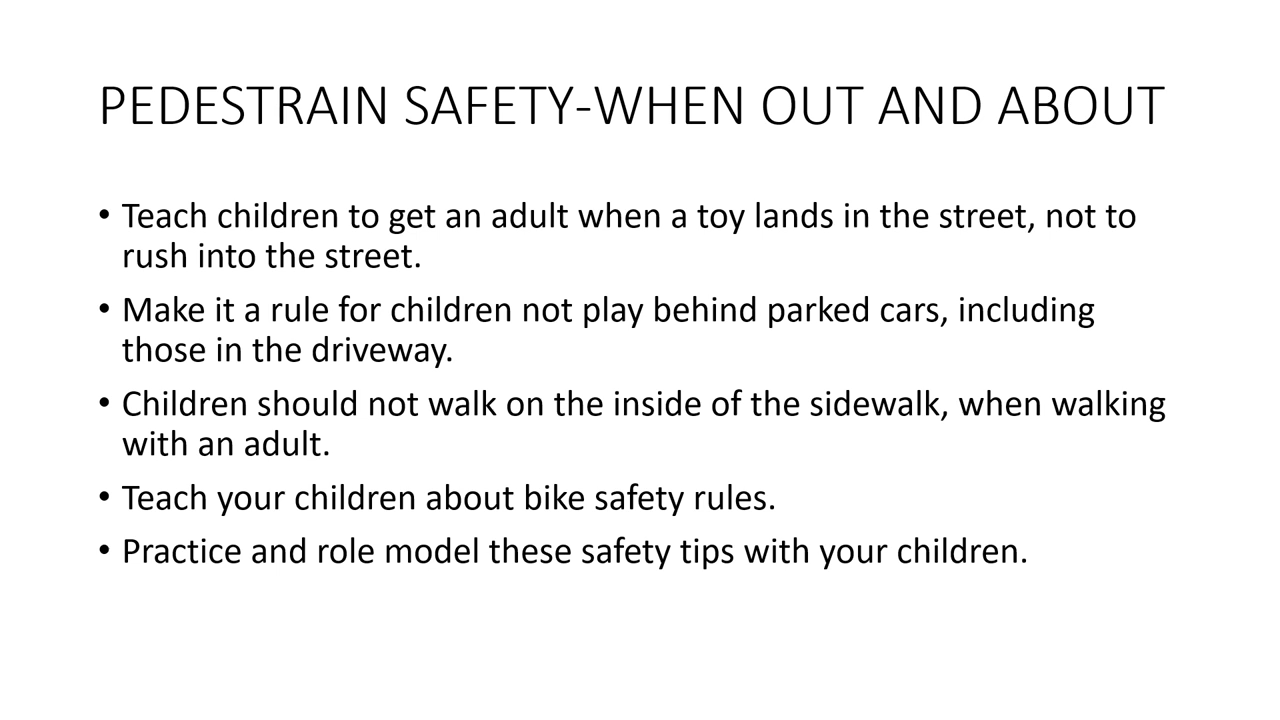 PEDESTRAIN SAFETY-WHEN OUT AND ABOUT
• Teach children to get an adult when a toy lands in the street, not to
rush into the street.
• Make it a rule for children not play behind parked cars, including
those in the driveway.
• Children should not walk on the inside of the sidewalk, when walking
with an adult.
• Teach your children about bike safety rules.
• Practice and role model these safety tips with your children.